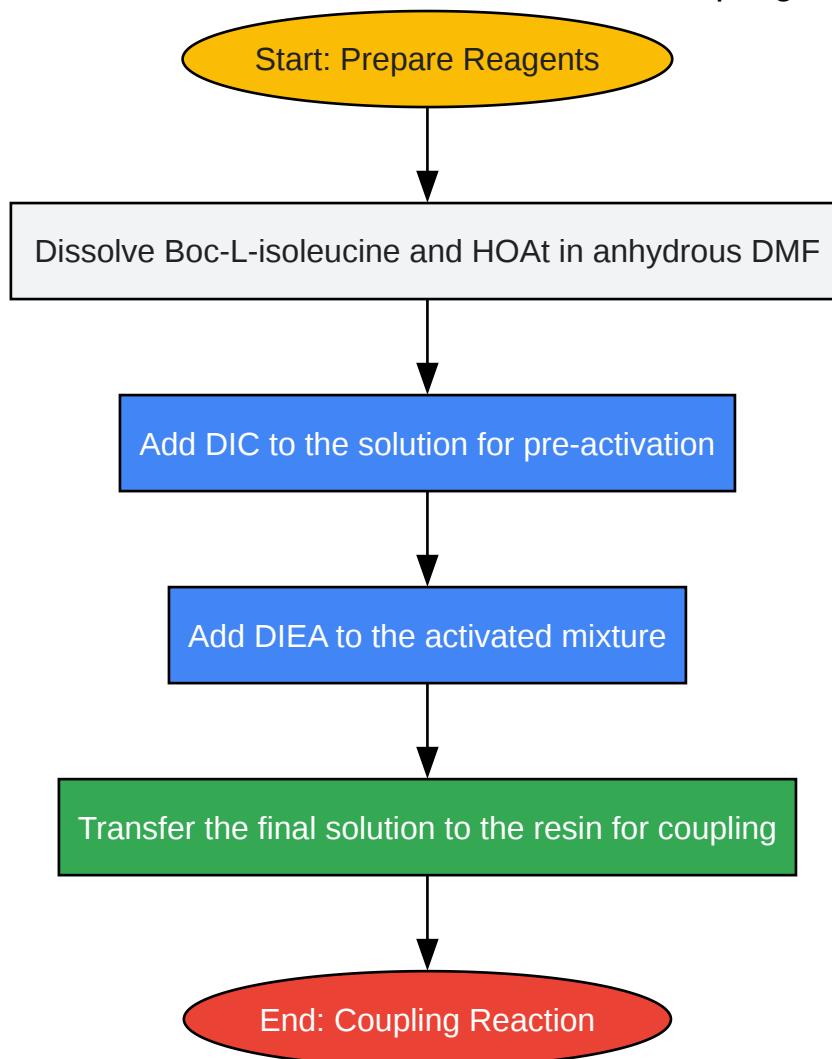 Start: Prepare Reagents
Dissolve Boc-L-isoleucine and HOAt in anhydrous DMF
Add DIC to the solution for pre-activation
Add DIEA to the activated mixture
Transfer the final solution to the resin for coupling
End: Coupling Reaction